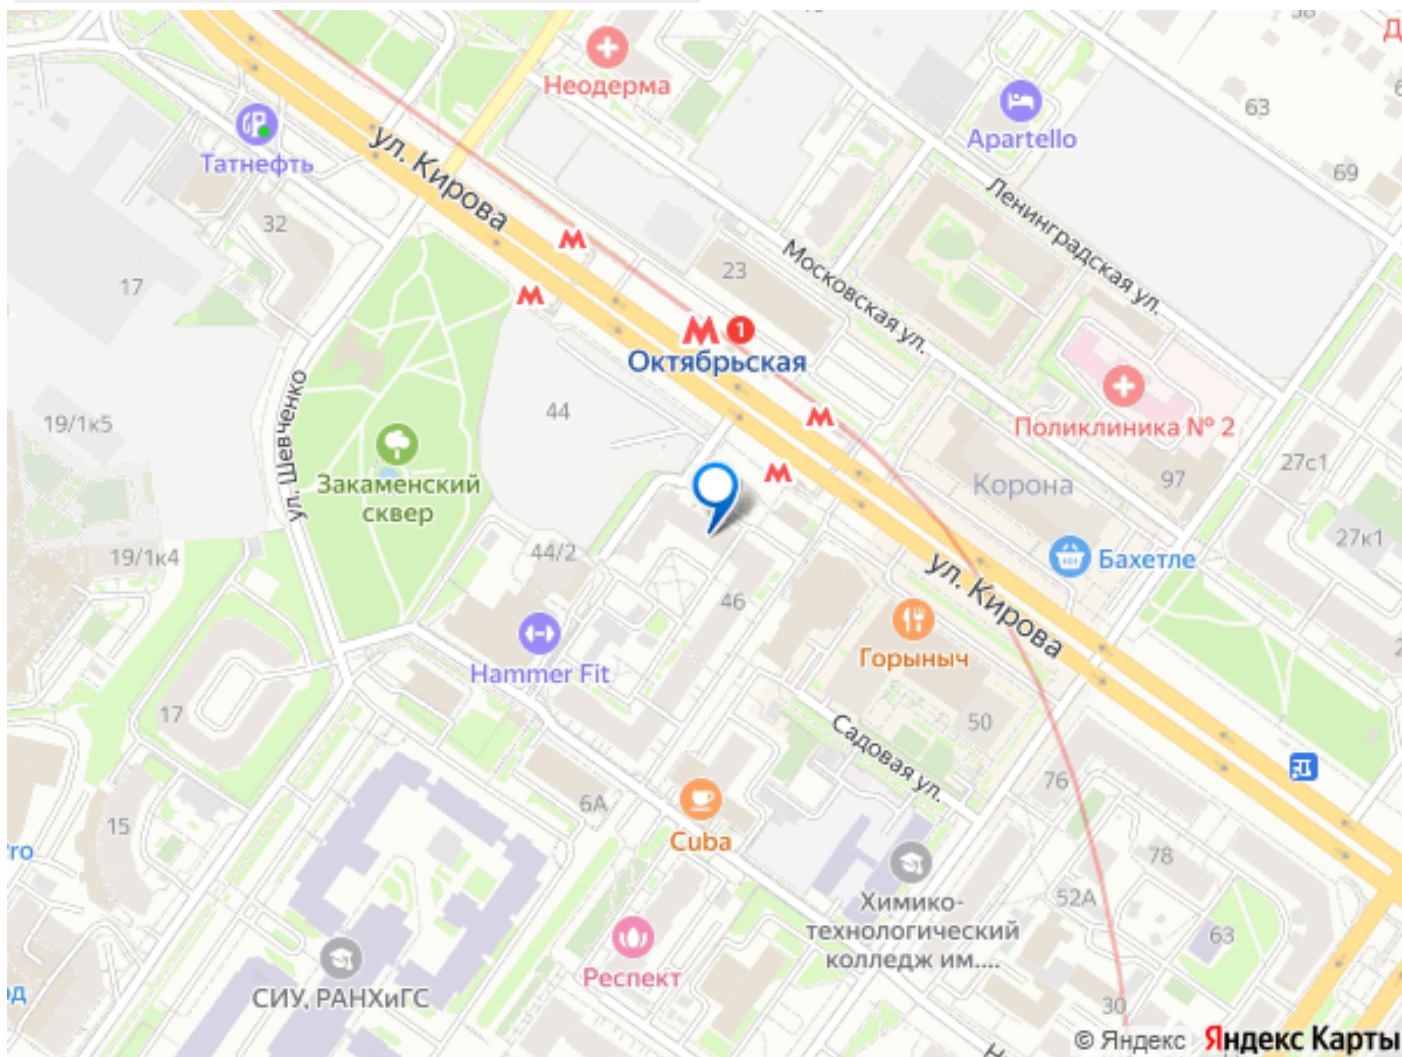 38
Неодерма
63
Apartello
Татнефть
ул. Кирова
69
32
Ленинградская ул.
Московская ул.
23
17
1
Октябрьская
ул. Шевченко
44
19/1к5
Поликлиника № 2
27с1
97
Корона
Закаменский
сквер
19/1к4
44/2
27к1
Бахетле
ул. Кирова
46
Горыныч
Hammer Fit
17
50
Садовая ул.
76
6А
15
Cuba
78
Химико-
технологический
колледж им....
52А
63
Респект
СИУ, РАНХиГС
30
© Яндекс Яндекс Карты